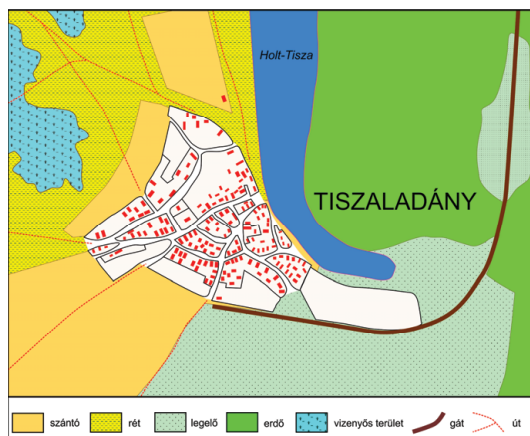 Holt-Tisza
TISZALADÁNY
szántó rét legelő erdő vizenyős terület gát út